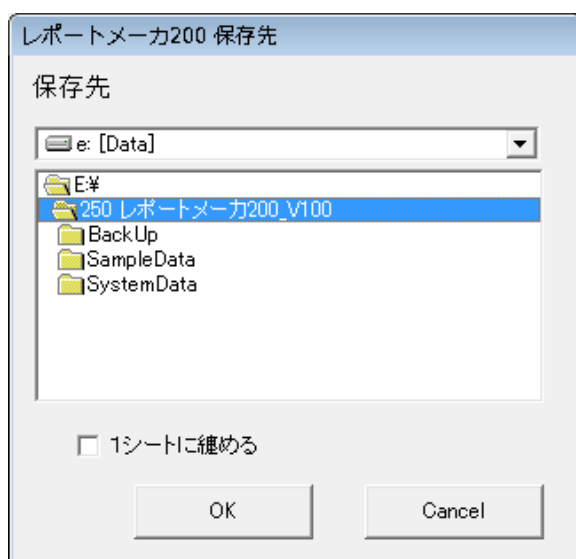 レポートメーカ200 保存先
保存先
e: [Data]
E:¥
250 レポートメーカ200_V100
BackUp
SampleData
SystemData
1シートに纏める
OK
Cancel